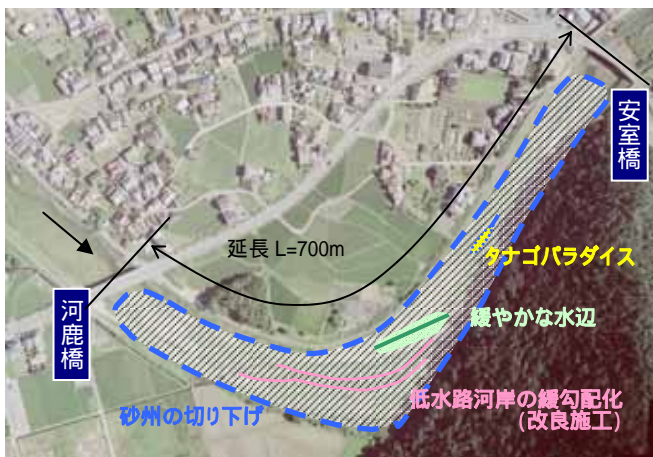 安室橋
延長 L=700m
タナゴパラダイス
緩やかな水辺
河鹿橋
低水路河岸の緩勾配化
(改良施工)
砂州の切り下げ